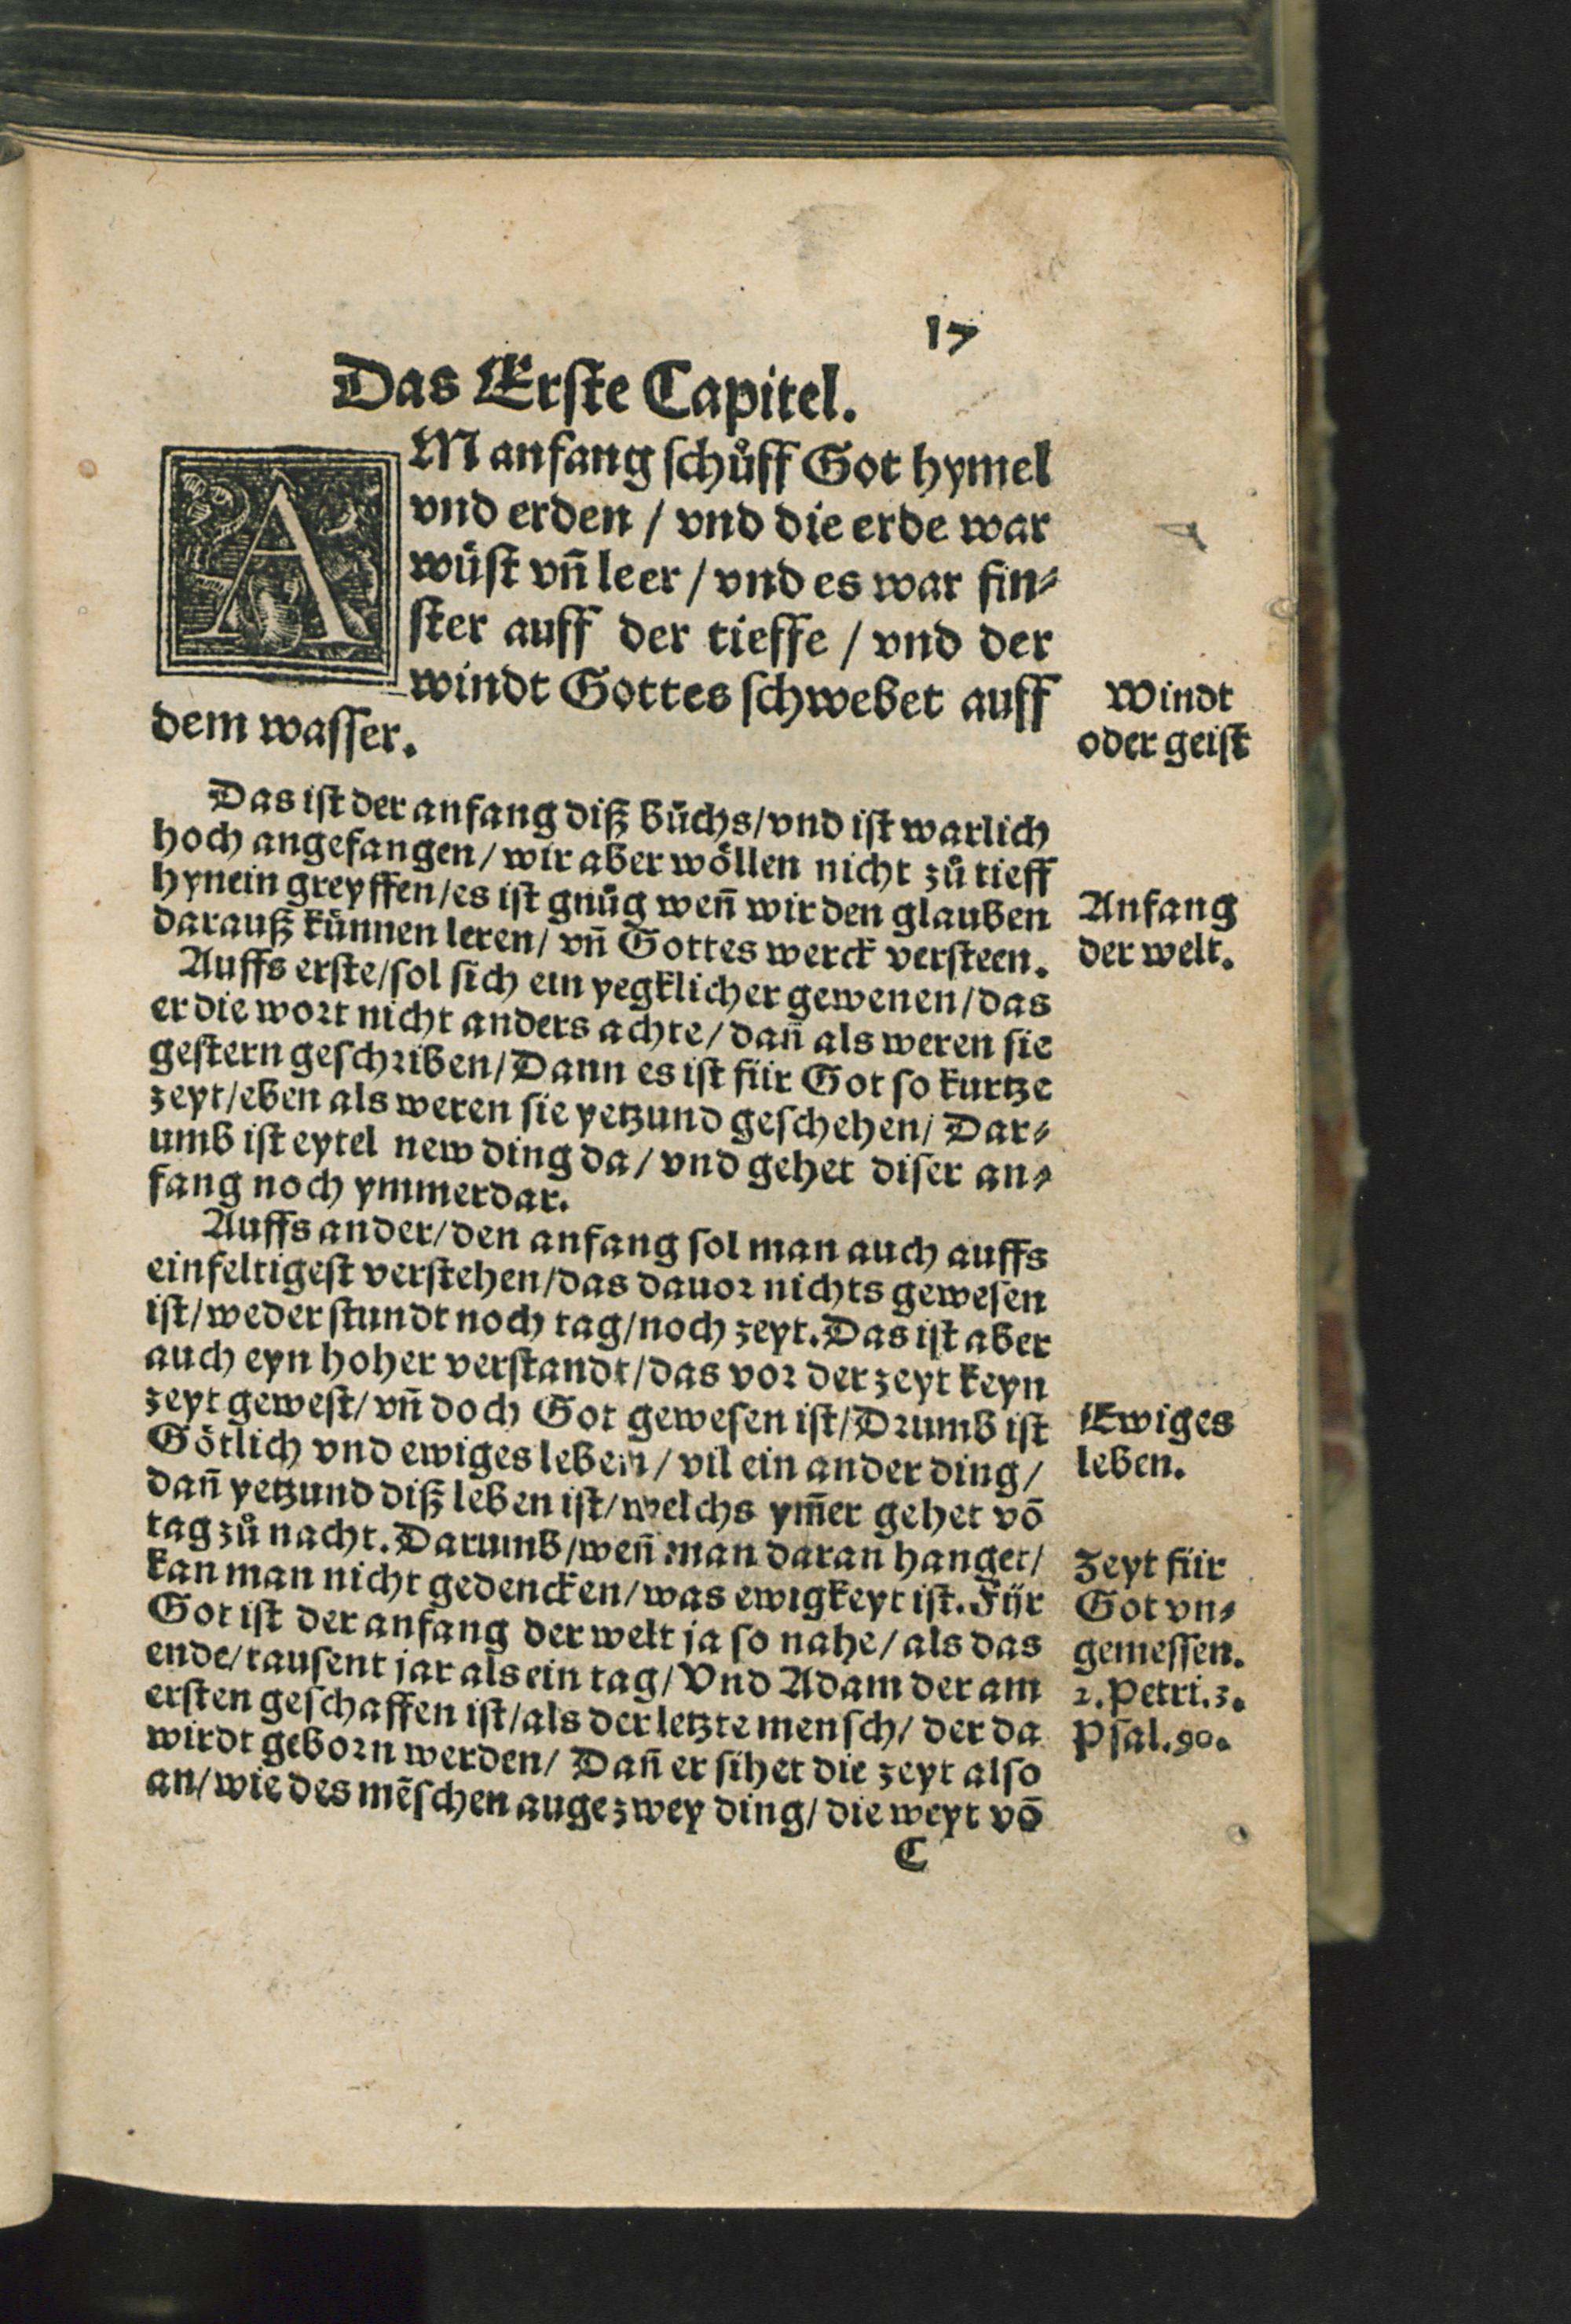 17
Das Erste Capitel.
AM anfang schůff Got hymel
vnd erden / vnd die erde war
wüst vñ leer / vnd es war fin⸗
ster auff der tieffe / vnd der
windt Gottes schwebet auff
dem wasser.
Windt
oder geist
Das ist der anfang diß bůchs/vnd ist warlich
hoch angefangen/wir aber wöllen nicht zů tieff
hynein greyffen/es ist gnůg weñ wir den glauben
darauß künnen leren/ vñ Gottes werck versteen.
Anfang
der welt.
Auffs erste/sol sich ein yegklicher gewenen/das
er die wort nicht anders achte/dañ als weren sie
gestern geschriben/Dann es ist für Got so kurtze
zeyt/eben als weren sie yetzund geschehen/ Dar⸗
umb ist eytel new ding da/ vnd gehet diser an⸗
fang noch ymmerdar.
Auffs ander/den anfang sol man auch auffs
einfeltigest verstehen/das dauor nichts gewesen
ist/weder stundt noch tag/noch zeyt. Das ist aber
auch eyn hoher verstandt/das vor der zeyt keyn
zeyt gewest/vñ doch Got gewesen ist/Drumb ist
Götlich vnd ewiges leben/ vil ein ander ding/
dañ yetzund diß leben ist/welchs ym̃er gehet võ
tag zů nacht. Darumb/weñ man daran hanget/
kan man nicht gedencken/was ewigkeyt ist. Für
Got ist der anfang der welt ja so nahe/als das
ende/tausent jar als ein tag/Vnd Adam der am
ersten geschaffen ist/als der letzte mensch/ der da
wirdt geborn werden/ Dañ er sihet die zeyt also
an/wie des mẽschen auge zwey ding/die weyt võ
Ewiges
leben.
Zeyt für
Got vn⸗
gemessen.
2. Petri. 3.
Psal. 90.
C